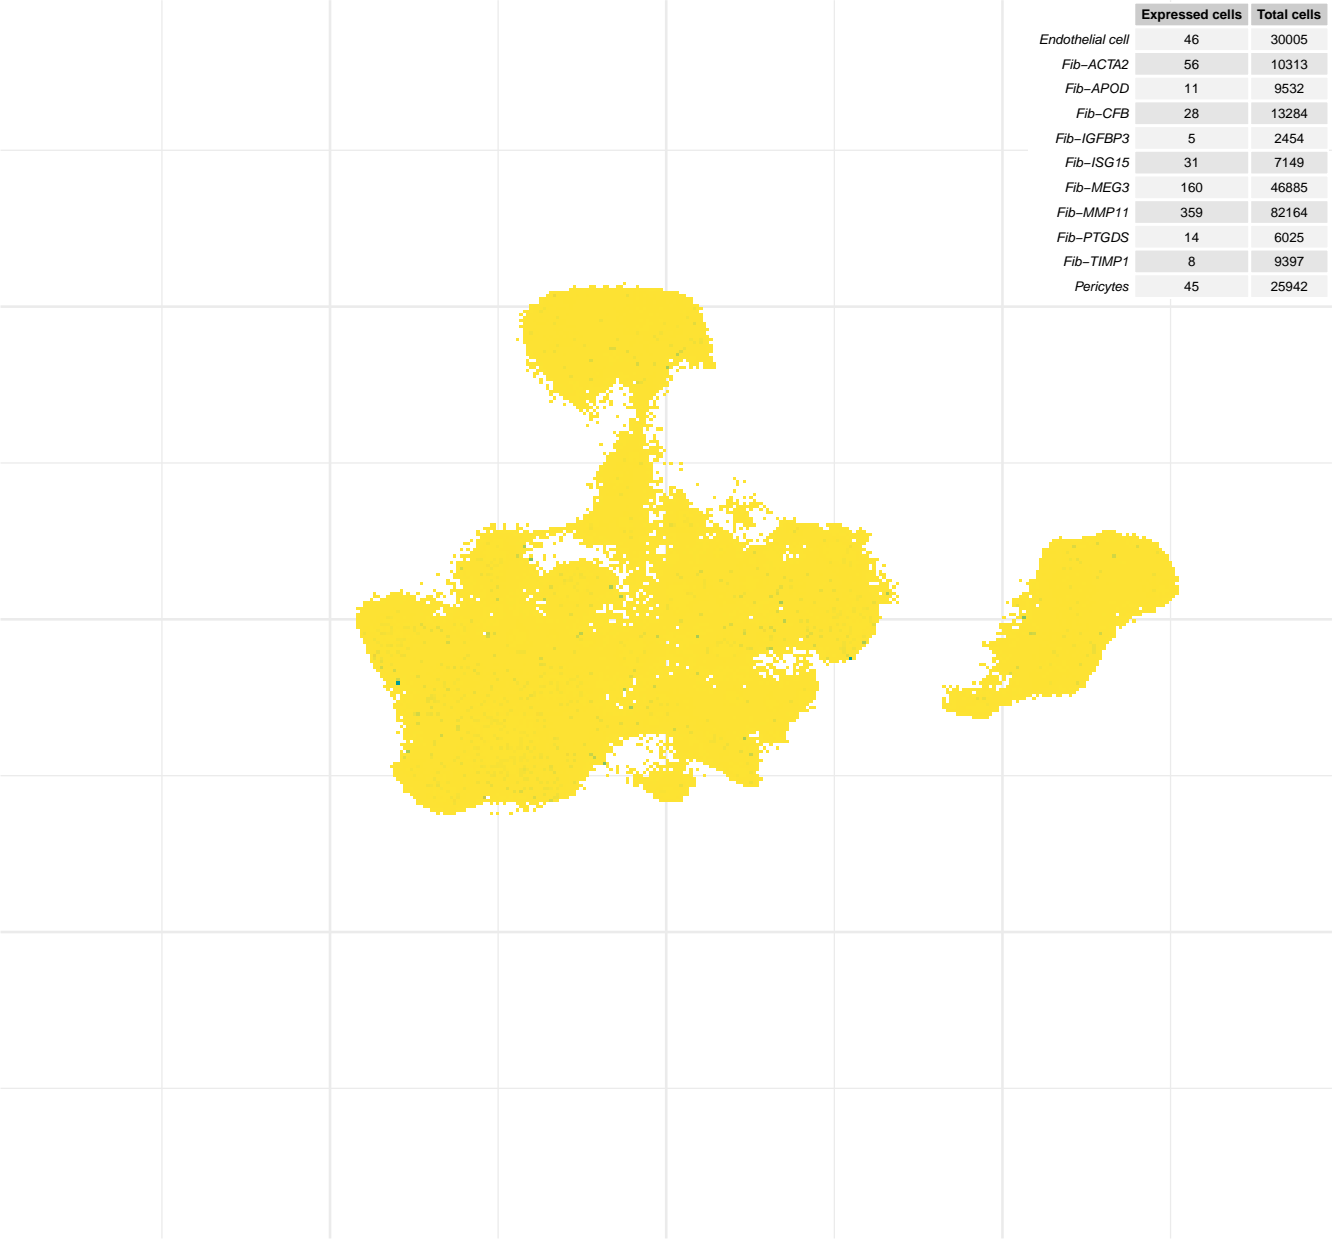 Expressed cells Total cells
Endothelial cell 46 30005
Fib−ACTA2 56 10313
Fib−APOD 11 9532
Fib−CFB 28 13284
Fib−IGFBP3 5 2454
Fib−ISG15 31 7149
Fib−MEG3 160 46885
Fib−MMP11 359 82164
Fib−PTGDS 14 6025
Fib−TIMP1 8 9397
Pericytes 45 25942